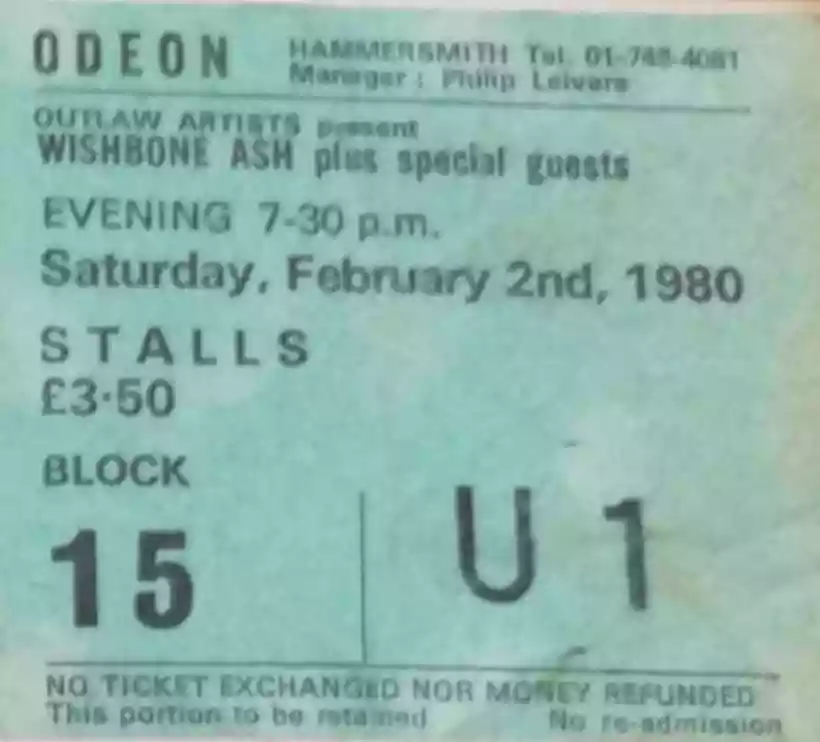 ODEON HAMMERSMITH Tel. 01-748-4081
Manager: Philip Leivers
OUTLAW ARTISTS present
WISHBONE ASH plus special guests
EVENING 7-30 p.m.
Saturday, February 2nd, 1980
STALLS
£3·50
BLOCK
15 U 1
NO TICKET EXCHANGED NOR MONEY REFUNDED
This portion to be retained No re-admission